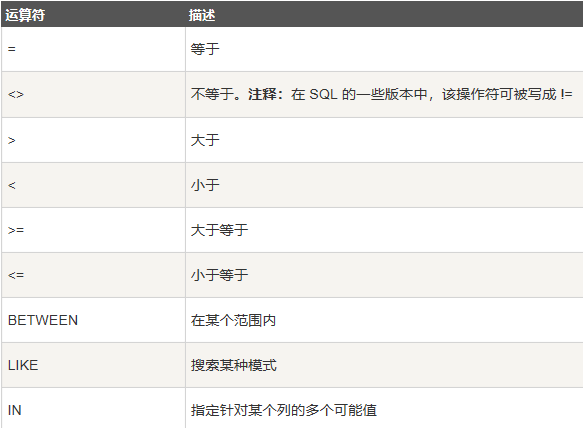 运算符 描述
= 等于
<> 不等于。注释：在 SQL 的一些版本中，该操作符可被写成 !=
> 大于
< 小于
>= 大于等于
<= 小于等于
BETWEEN 在某个范围内
LIKE 搜索某种模式
IN 指定针对某个列的多个可能值